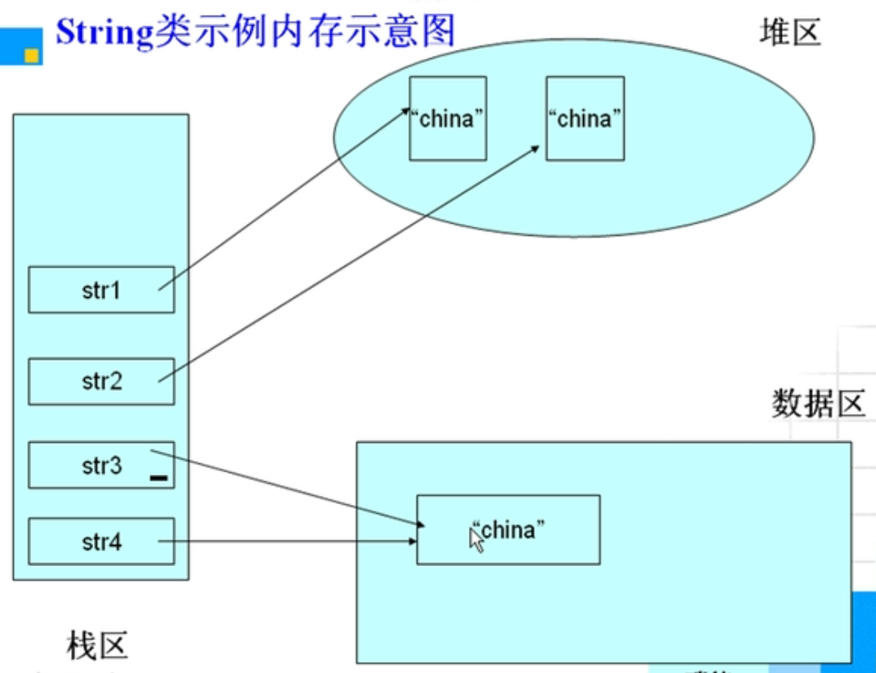 String类示例内存示意图
堆区
“china” “china”
str1
str2
数据区
str3
“china”
str4
栈区